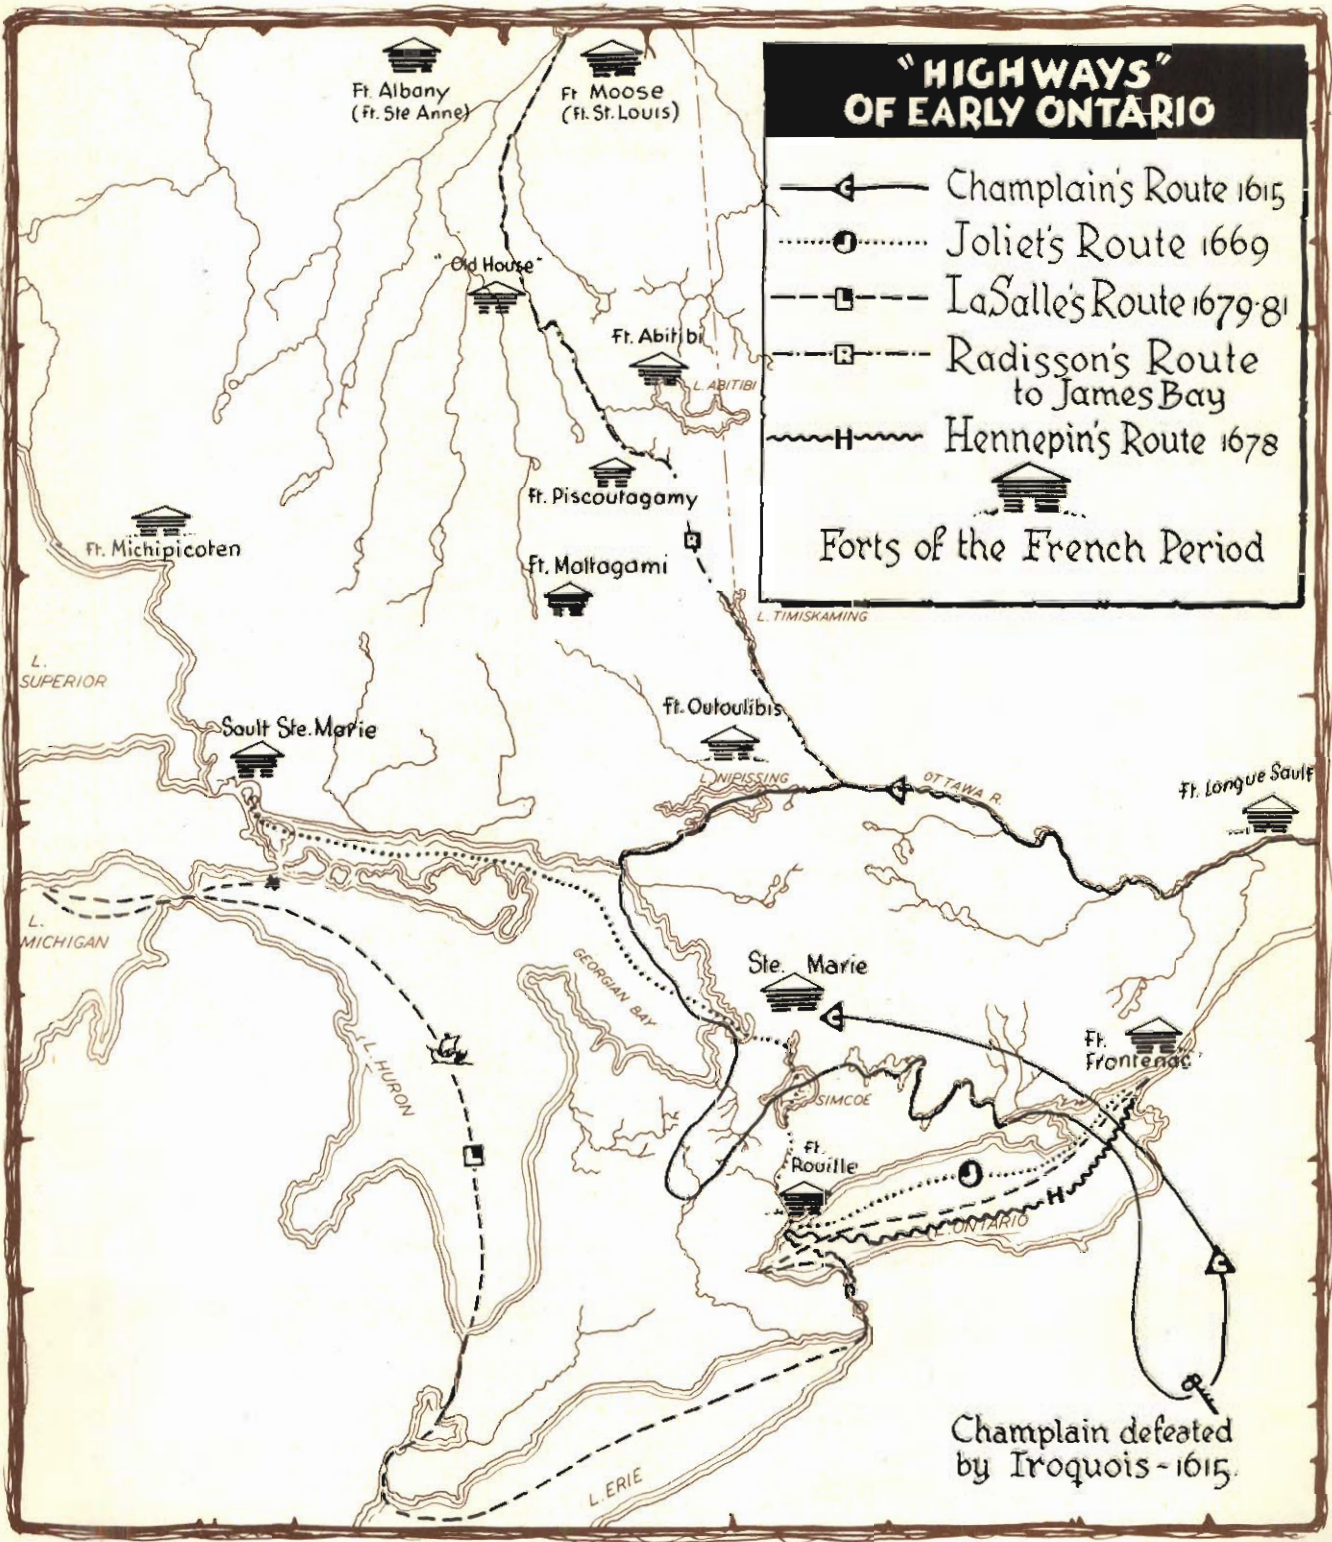 "HIGHWAYS"
OF EARLY ONTARIO
C Champlain's Route 1615
J Joliet's Route 1669
L LaSalle's Route 1679-81
R Radisson's Route
to James Bay
H Hennepin's Route 1678
Forts of the French Period
Ft. Albany
(Ft. Ste Anne)
Ft Moose
(Ft. St. Louis)
"Old House"
Ft. Abitibi
L. ABITIBI
Ft. Piscoutagamy
Ft. Michipicoten
R
Ft. Mattagami
L. TIMISKAMING
L.
SUPERIOR
Ft. Outoulibis
Sault Ste. Marie
L. NIPISSING
C
OTTAWA R.
Ft. Longue Sault
L.
MICHIGAN
GEORGIAN BAY
Ste. Marie
C
Ft.
Frontenac
L. HURON
SIMCOE
L
Ft.
Rouille
J
H
L. ONTARIO
C
Champlain defeated
by Iroquois - 1615.
L. ERIE